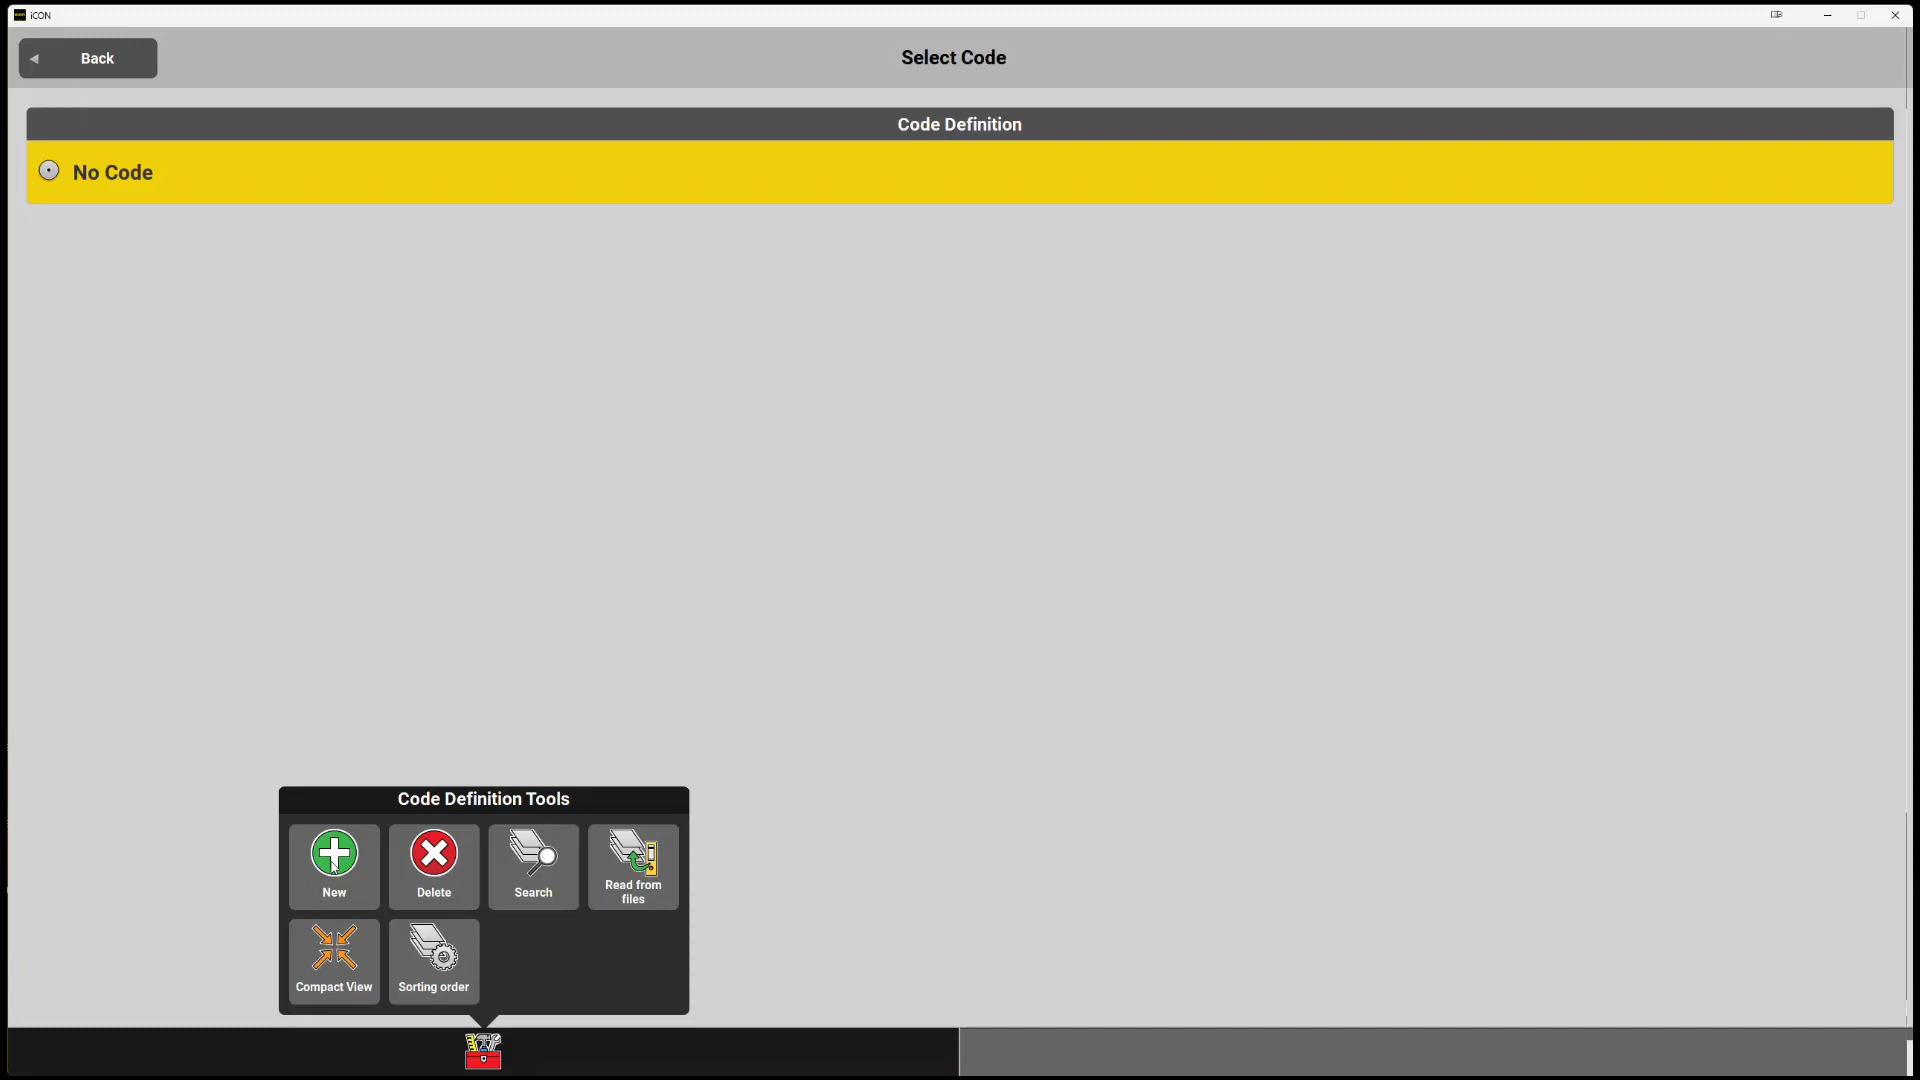 iCON
Back
Select Code
Code Definition
No Code
Code Definition Tools
New
Delete
Search
Read from
files
Compact View
Sorting order